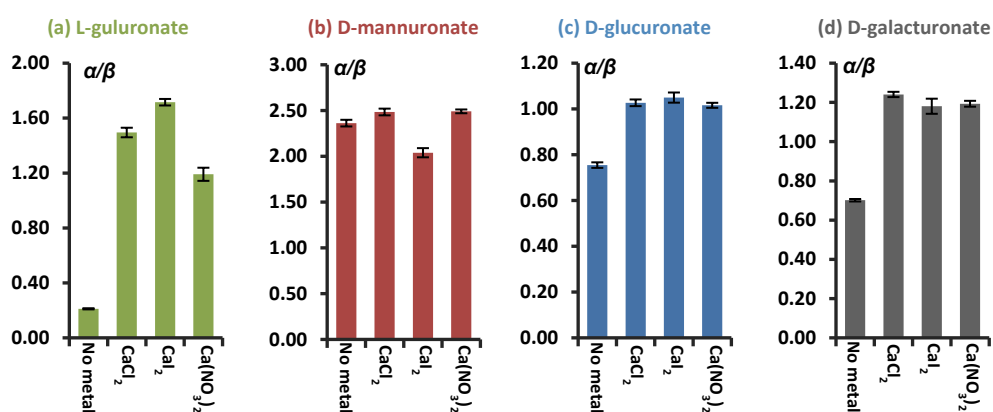 (a) L-guluronate
α/β
2.00
1.60
1.20
0.80
0.40
0.00
No metal
CaCl2
CaI2
Ca(NO3)2
(b) D-mannuronate
α/β
3.00
2.50
2.00
1.50
1.00
0.50
0.00
No metal
CaCl2
CaI2
Ca(NO3)2
(c) D-glucuronate
α/β
1.20
1.00
0.80
0.60
0.40
0.20
0.00
No metal
CaCl2
CaI2
Ca(NO3)2
(d) D-galacturonate
α/β
1.40
1.20
1.00
0.80
0.60
0.40
0.20
0.00
No metal
CaCl2
CaI2
Ca(NO3)2